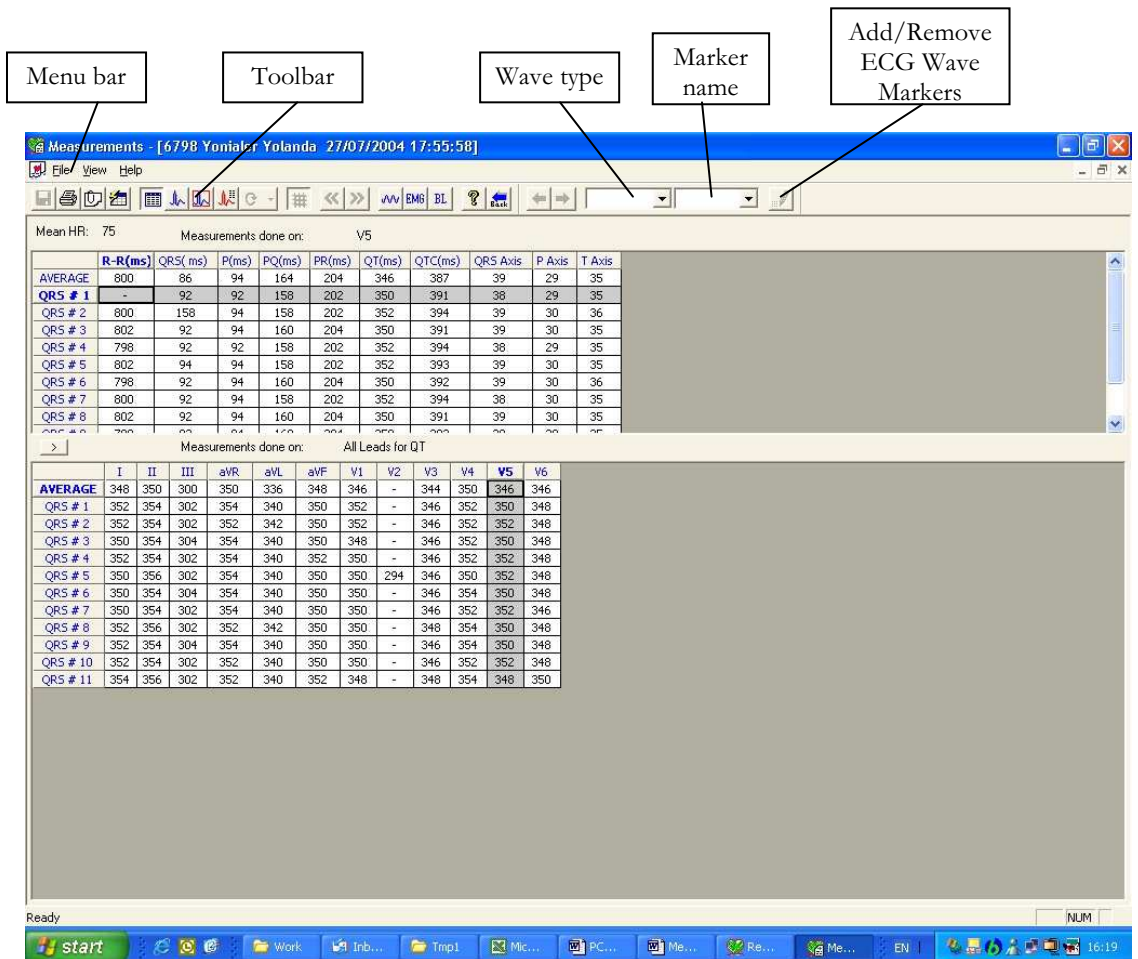 Menu bar
Toolbar
Wave type
Marker
name
Add/Remove
ECG Wave
Markers
Measurements - [6798 Yonialer Yolanda 27/07/2004 17:55:58]
File View Help
EMG BL ? Back
Mean HR: 75 Measurements done on: V5
R-R(ms) QRS( ms) P(ms) PQ(ms) PR(ms) QT(ms) QTC(ms) QRS Axis P Axis T Axis
AVERAGE 800 86 94 164 204 346 387 39 29 35
QRS # 1 - 92 92 158 202 350 391 38 29 35
QRS # 2 800 158 94 158 202 352 394 39 30 36
QRS # 3 802 92 94 160 204 350 391 39 30 35
QRS # 4 798 92 92 158 202 352 394 38 29 35
QRS # 5 802 94 94 158 202 352 393 39 30 35
QRS # 6 798 92 94 160 204 350 392 39 30 36
QRS # 7 800 92 94 158 202 352 394 38 30 35
QRS # 8 802 92 94 160 204 350 391 39 30 35
> Measurements done on: All Leads for QT
I II III aVR aVL aVF V1 V2 V3 V4 V5 V6
AVERAGE 348 350 300 350 336 348 346 - 344 350 346 346
QRS # 1 352 354 302 354 340 350 352 - 346 352 350 348
QRS # 2 352 354 302 352 342 350 352 - 346 352 352 348
QRS # 3 350 354 304 354 340 350 348 - 346 352 350 348
QRS # 4 352 354 302 354 340 352 350 - 346 352 352 348
QRS # 5 350 356 302 354 340 350 350 294 346 350 352 348
QRS # 6 350 354 304 354 340 350 350 - 346 354 350 348
QRS # 7 350 354 302 354 340 350 350 - 346 352 352 346
QRS # 8 352 356 302 352 342 350 350 - 348 354 350 348
QRS # 9 352 354 304 354 340 350 350 - 346 354 350 348
QRS # 10 352 354 302 352 340 350 350 - 346 352 352 348
QRS # 11 354 356 302 352 340 352 348 - 348 354 348 350
Ready NUM
start Work Inb... Tmp1 Mic... PC... Me... Re... Me... EN 16:19